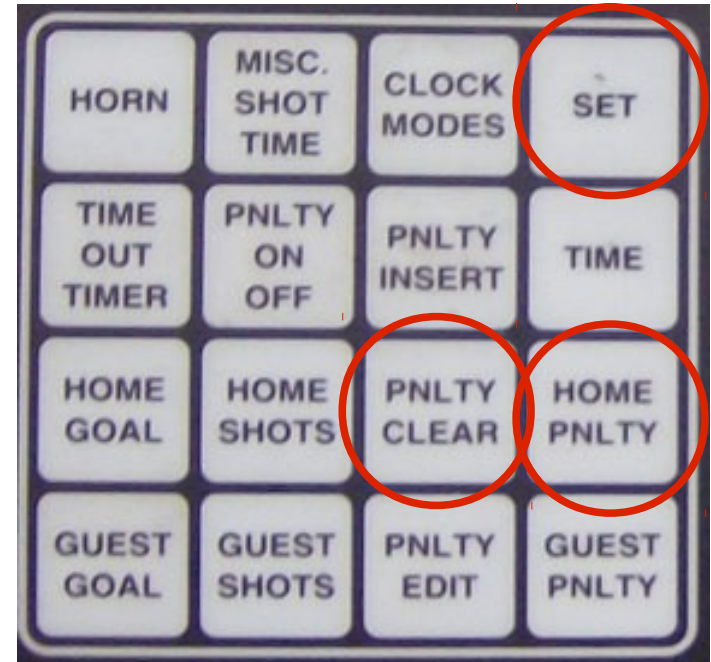 HORN
MISC.
SHOT
TIME
CLOCK
MODES
SET
TIME
OUT
TIMER
PNLTY
ON
OFF
PNLTY
INSERT
TIME
HOME
GOAL
HOME
SHOTS
PNLTY
CLEAR
HOME
PNLTY
GUEST
GOAL
GUEST
SHOTS
PNLTY
EDIT
GUEST
PNLTY